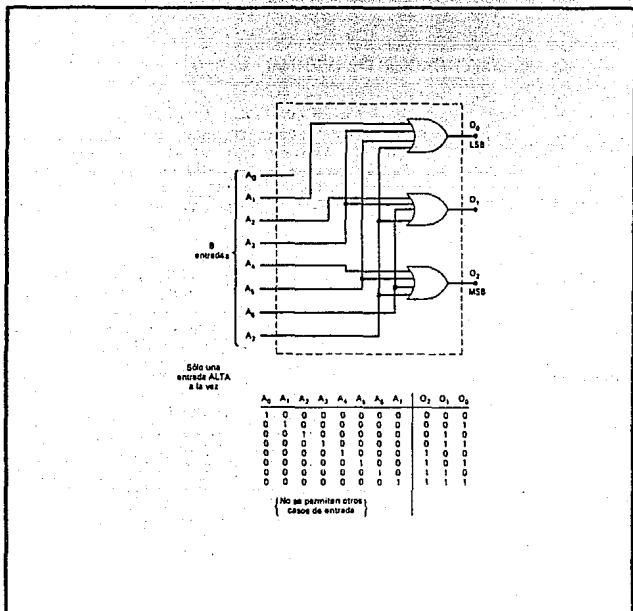 O₀
LSB
A₀
A₁
O₁
A₂
8
entradas
A₃
A₄
O₂
MSB
A₅
A₆
A₇
Sólo una
entrada ALTA
a la vez
A₀ A₁ A₂ A₃ A₄ A₅ A₆ A₇ O₂ O₁ O₀
1 0 0 0 0 0 0 0 0 0 0
0 1 0 0 0 0 0 0 0 0 1
0 0 1 0 0 0 0 0 0 1 0
0 0 0 1 0 0 0 0 0 1 1
0 0 0 0 1 0 0 0 1 0 0
0 0 0 0 0 1 0 0 1 0 1
0 0 0 0 0 0 1 0 1 1 0
0 0 0 0 0 0 0 1 1 1 1
{No se permiten otros
casos de entrada}